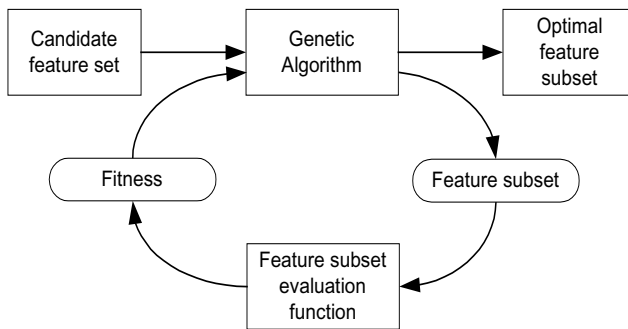 Candidate
feature set
Genetic
Algorithm
Optimal
feature
subset
Fitness
Feature subset
Feature subset
evaluation
function